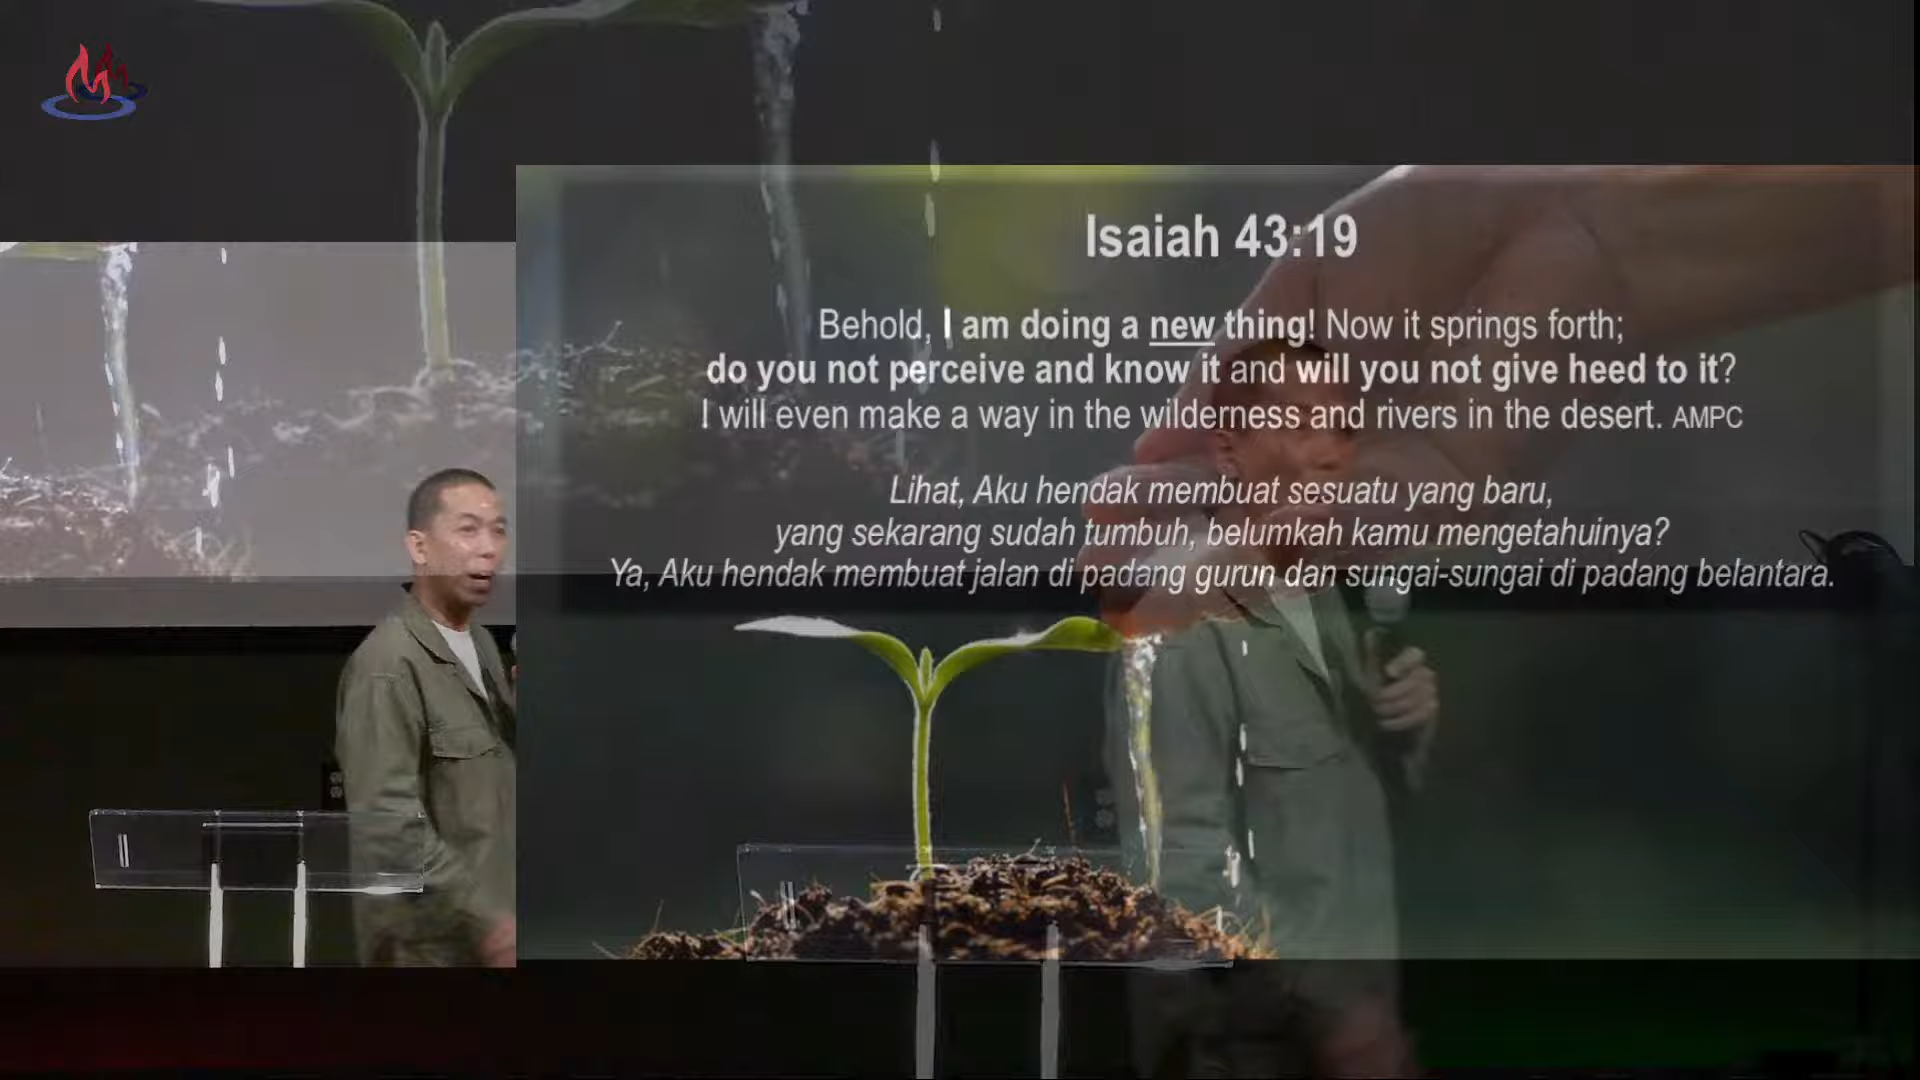 Isaiah 43:19
Behold, I am doing a new thing! Now it springs forth;
do you not perceive and know it and will you not give heed to it?
I will even make a way in the wilderness and rivers in the desert. AMPC
Lihat, Aku hendak membuat sesuatu yang baru,
yang sekarang sudah tumbuh, belumkah kamu mengetahuinya?
Ya, Aku hendak membuat jalan di padang gurun dan sungai-sungai di padang belantara.